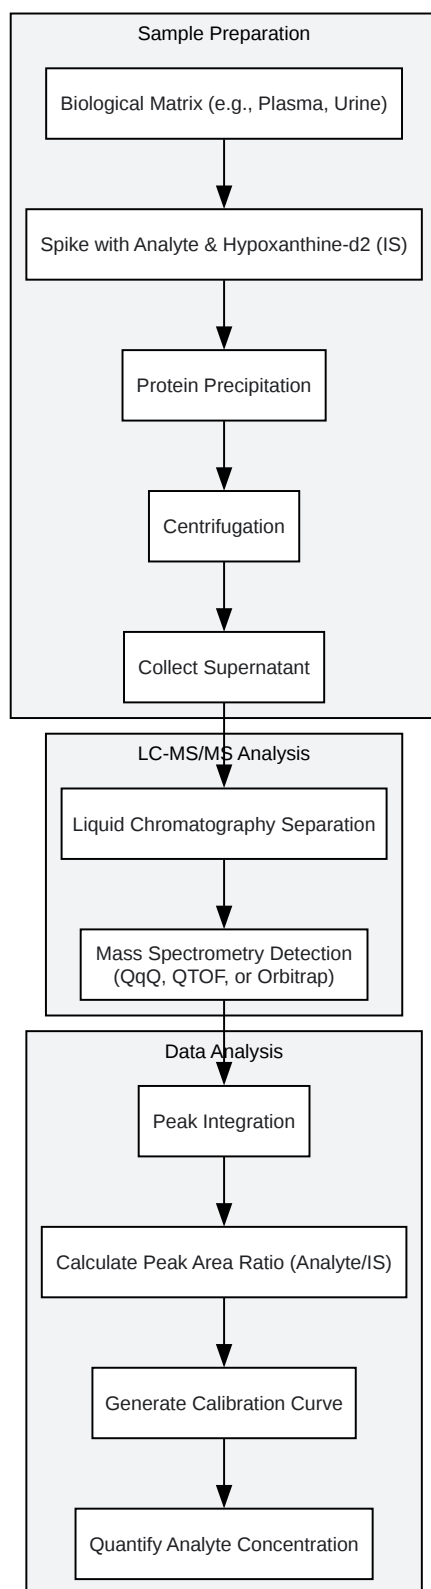 Sample Preparation
Biological Matrix (e.g., Plasma, Urine)
Spike with Analyte & Hypoxanthine-d2 (IS)
Protein Precipitation
Centrifugation
Collect Supernatant
LC-MS/MS Analysis
Liquid Chromatography Separation
Mass Spectrometry Detection
(QqQ, QTOF, or Orbitrap)
Data Analysis
Peak Integration
Calculate Peak Area Ratio (Analyte/IS)
Generate Calibration Curve
Quantify Analyte Concentration